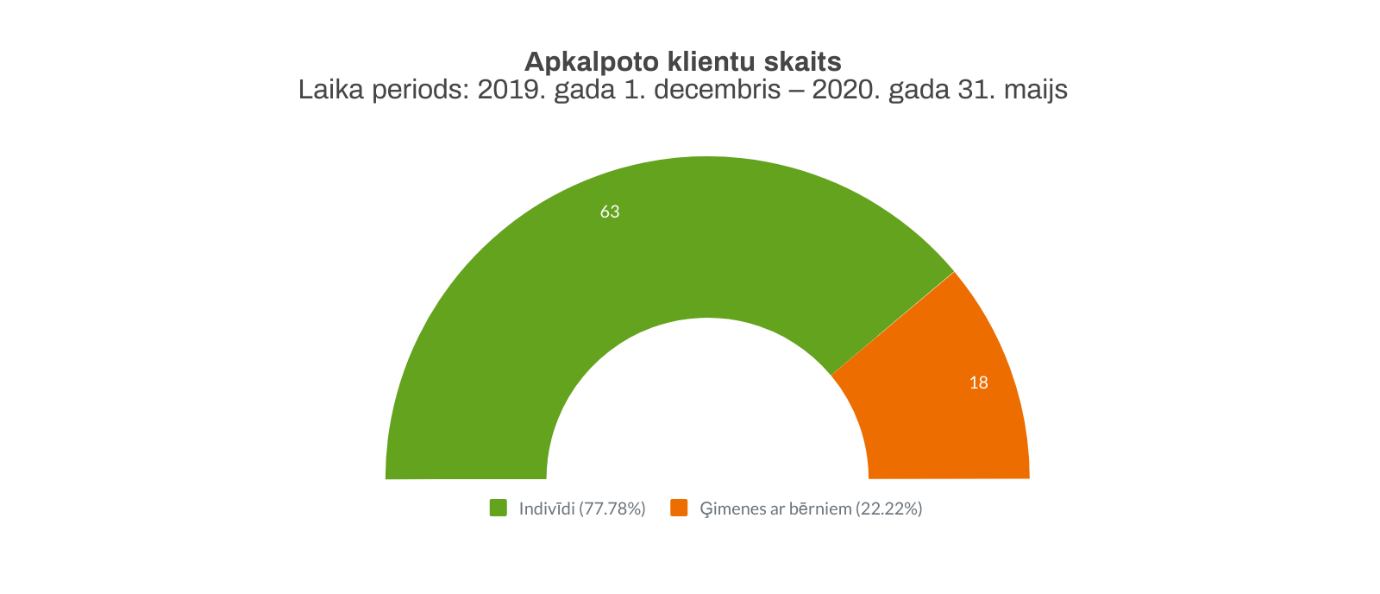 Apkalpoto klientu skaits
Laika periods: 2019. gada 1. decembris – 2020. gada 31. maijs
63
18
Indivīdi (77.78%) Ģimenes ar bērniem (22.22%)